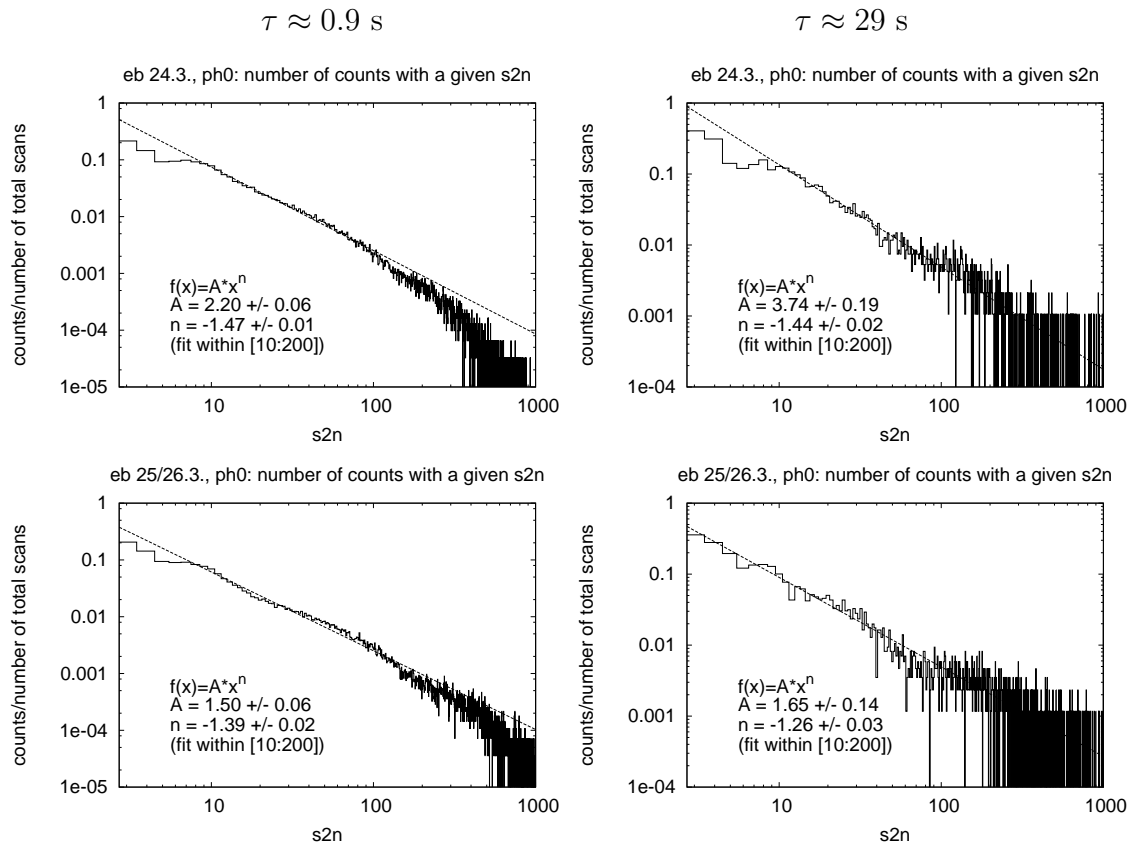 τ ≈ 0.9 s
τ ≈ 29 s
eb 24.3., ph0: number of counts with a given s2n
counts/number of total scans
1
0.1
0.01
0.001
1e-04
1e-05
f(x)=A*x^n
A = 2.20 +/- 0.06
n = -1.47 +/- 0.01
(fit within [10:200])
10 100 1000
s2n
eb 24.3., ph0: number of counts with a given s2n
counts/number of total scans
1
0.1
0.01
0.001
1e-04
f(x)=A*x^n
A = 3.74 +/- 0.19
n = -1.44 +/- 0.02
(fit within [10:200])
10 100 1000
s2n
eb 25/26.3., ph0: number of counts with a given s2n
counts/number of total scans
1
0.1
0.01
0.001
1e-04
1e-05
f(x)=A*x^n
A = 1.50 +/- 0.06
n = -1.39 +/- 0.02
(fit within [10:200])
10 100 1000
s2n
eb 25/26.3., ph0: number of counts with a given s2n
counts/number of total scans
1
0.1
0.01
0.001
1e-04
f(x)=A*x^n
A = 1.65 +/- 0.14
n = -1.26 +/- 0.03
(fit within [10:200])
10 100 1000
s2n